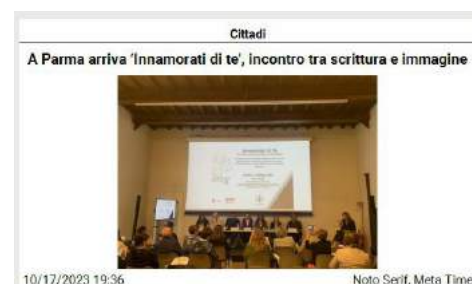 Cittadi
A Parma arriva 'Innamorati di te', incontro tra scrittura e immagine
10/17/2023 19:36
Noto Serif, Meta Time